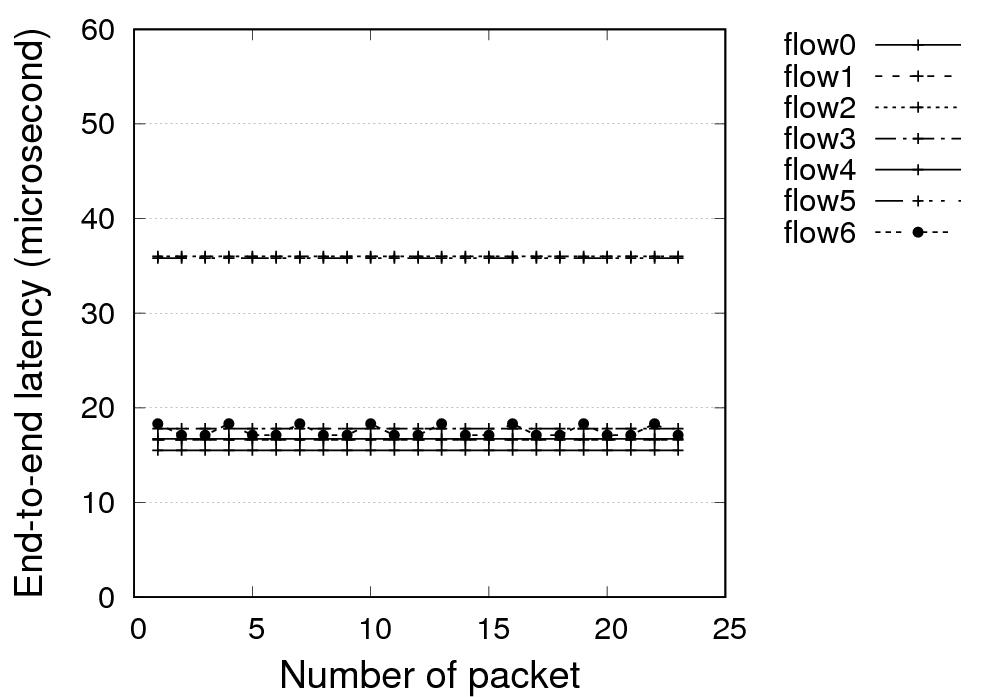 End-to-end latency (microsecond)
60
50
40
30
20
10
0
0 5 10 15 20 25
Number of packet
flow0
flow1
flow2
flow3
flow4
flow5
flow6